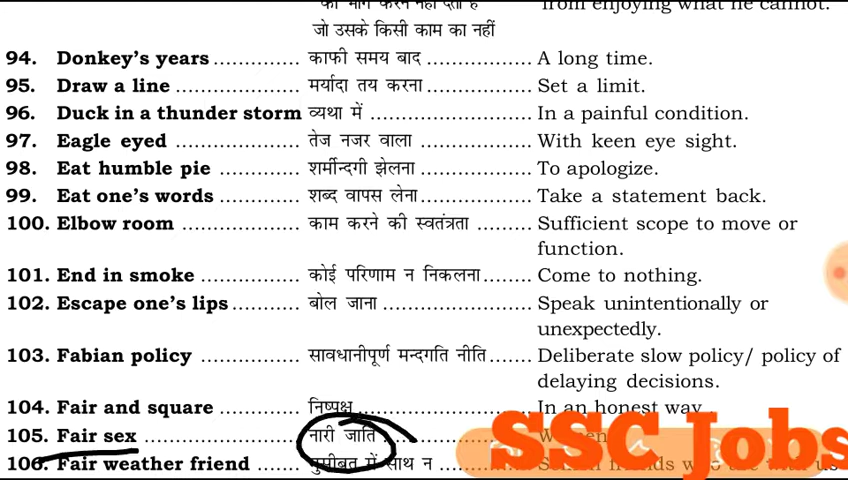 जो उसके किसी काम का नहीं from enjoying what he cannot.
94. Donkey's years ............. काफी समय बाद .................. A long time.
95. Draw a line .................. मर्यादा तय करना ................ Set a limit.
96. Duck in a thunder storm व्यथा में ........................... In a painful condition.
97. Eagle eyed .................... तेज नजर वाला ................... With keen eye sight.
98. Eat humble pie ............. शर्मीन्दगी झेलना .................. To apologize.
99. Eat one's words ............ शब्द वापस लेना .................. Take a statement back.
100. Elbow room .................. काम करने की स्वतंत्रता ......... Sufficient scope to move or
function.
101. End in smoke ............... कोई परिणाम न निकलना ........ Come to nothing.
102. Escape one's lips .......... बोल जाना ........................ Speak unintentionally or
unexpectedly.
103. Fabian policy ............... सावधानीपूर्ण मन्दगति नीति ....... Deliberate slow policy/ policy of
delaying decisions.
104. Fair and square ............ निष्पक्ष ............................. In an honest way.
105. Fair sex ........................ नारी जाति
106. Fair weather friend ...... मुसीबत में साथ न ...........
SSC Jobs